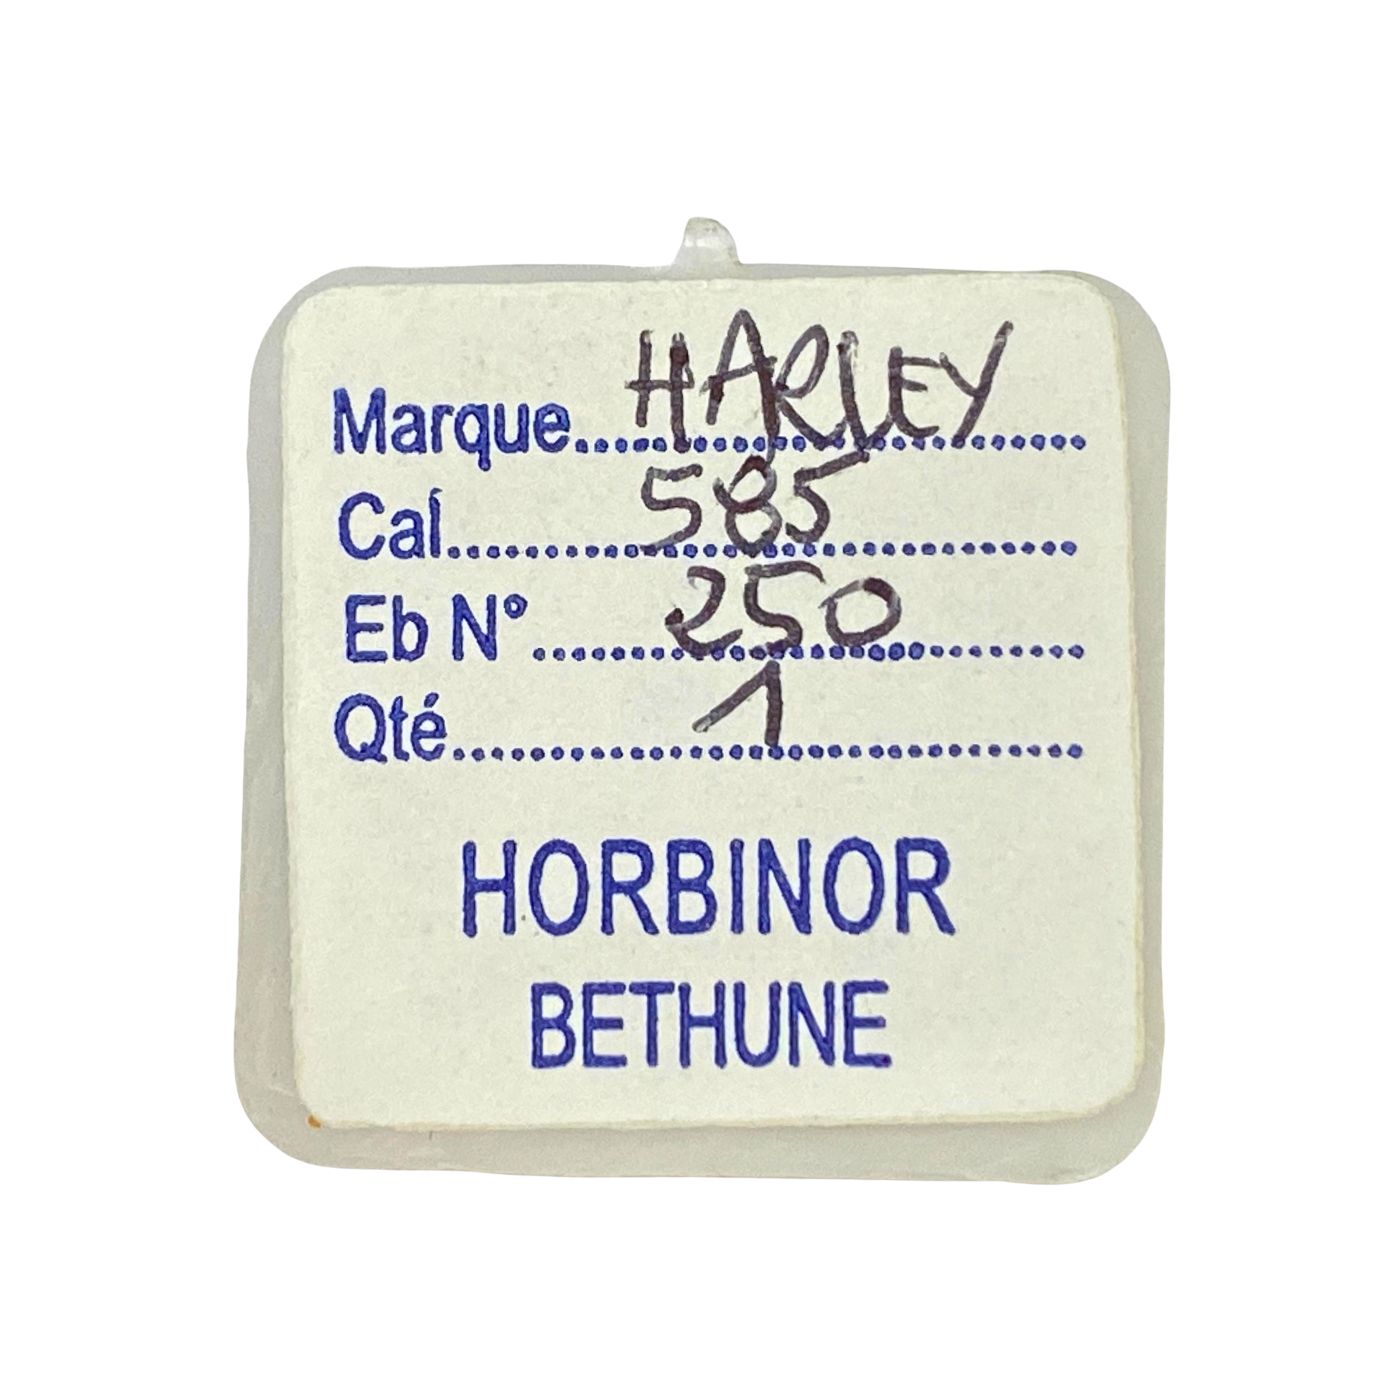 Marque.......HARLEY.......
Cal.......585.......
Eb N° .......250.......
Qté.......1.......
HORBINOR
BETHUNE